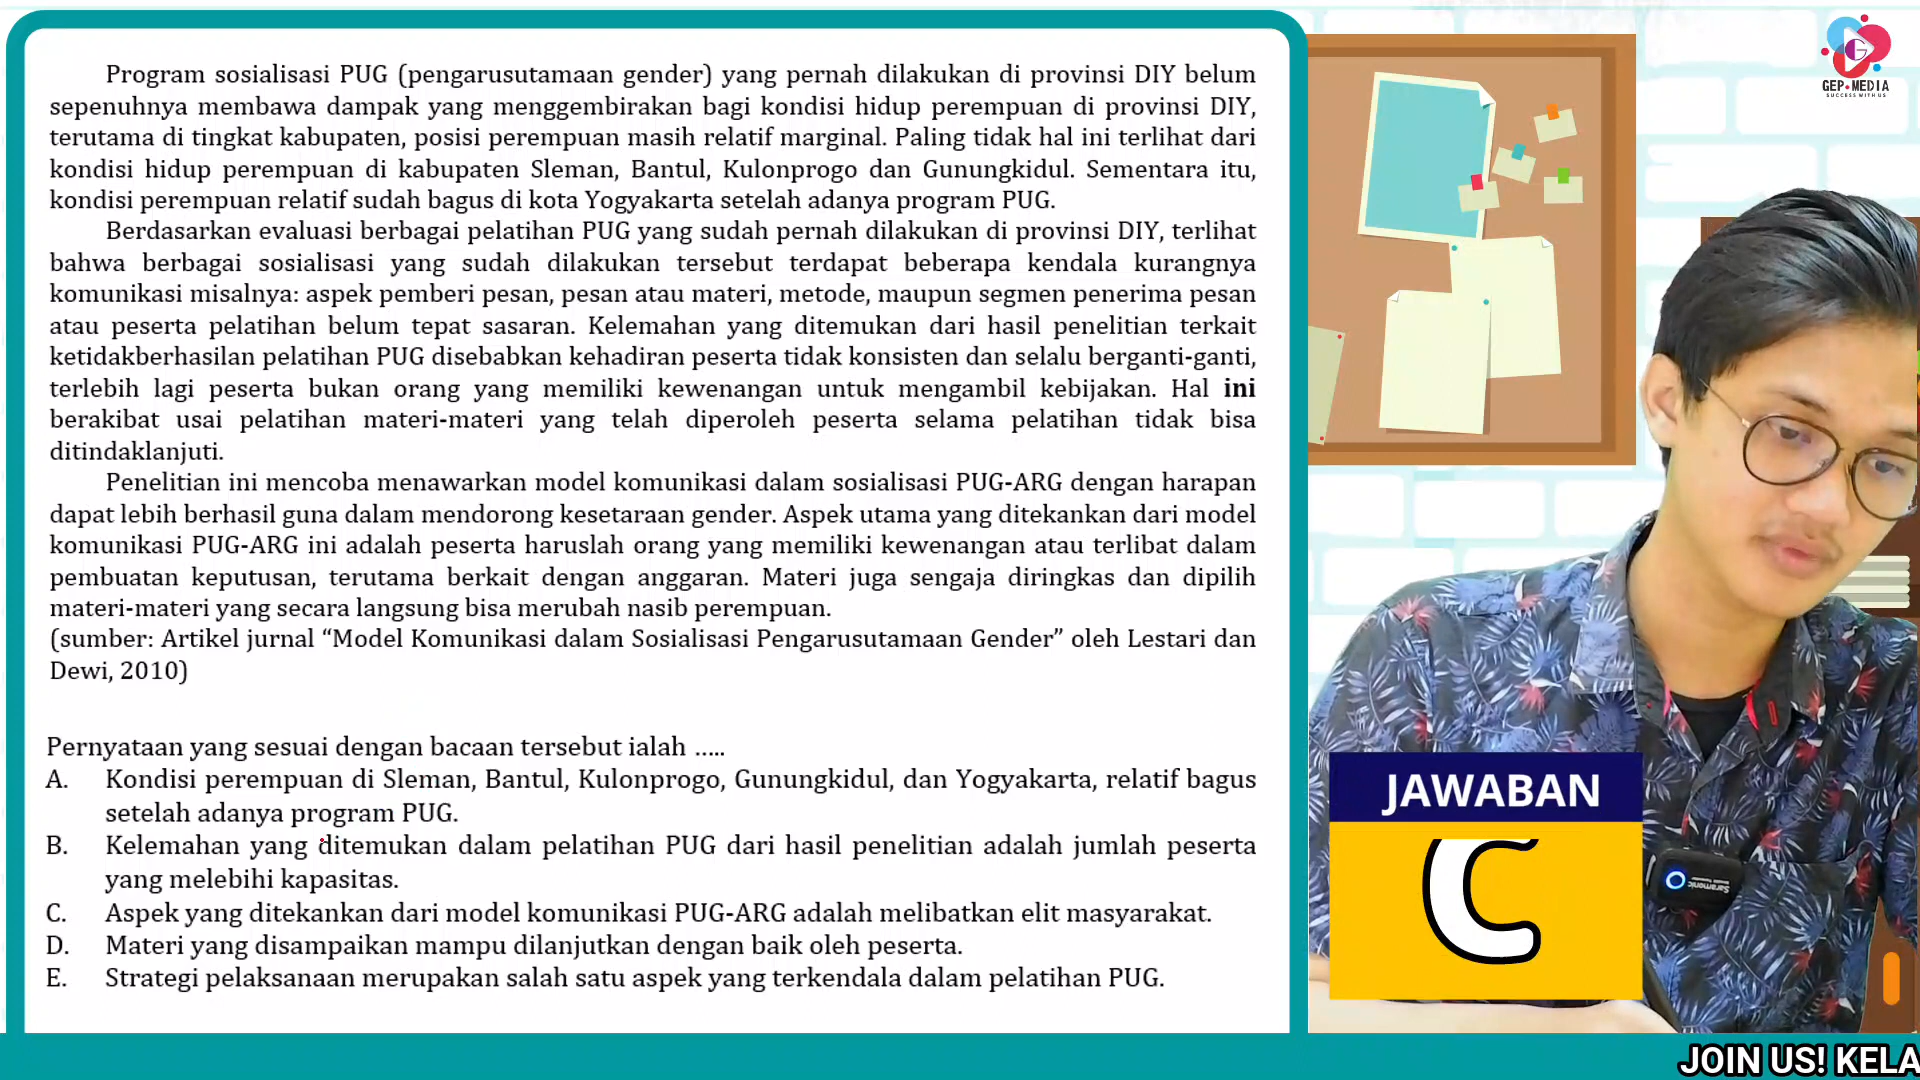 Program sosialisasi PUG (pengarusutamaan gender) yang pernah dilakukan di provinsi DIY belum
sepenuhnya membawa dampak yang menggembirakan bagi kondisi hidup perempuan di provinsi DIY,
terutama di tingkat kabupaten, posisi perempuan masih relatif marginal. Paling tidak hal ini terlihat dari
kondisi hidup perempuan di kabupaten Sleman, Bantul, Kulonprogo dan Gunungkidul. Sementara itu,
kondisi perempuan relatif sudah bagus di kota Yogyakarta setelah adanya program PUG.
Berdasarkan evaluasi berbagai pelatihan PUG yang sudah pernah dilakukan di provinsi DIY, terlihat
bahwa berbagai sosialisasi yang sudah dilakukan tersebut terdapat beberapa kendala kurangnya
komunikasi misalnya: aspek pemberi pesan, pesan atau materi, metode, maupun segmen penerima pesan
atau peserta pelatihan belum tepat sasaran. Kelemahan yang ditemukan dari hasil penelitian terkait
ketidakberhasilan pelatihan PUG disebabkan kehadiran peserta tidak konsisten dan selalu berganti-ganti,
terlebih lagi peserta bukan orang yang memiliki kewenangan untuk mengambil kebijakan. Hal ini
berakibat usai pelatihan materi-materi yang telah diperoleh peserta selama pelatihan tidak bisa
ditindaklanjuti.
Penelitian ini mencoba menawarkan model komunikasi dalam sosialisasi PUG-ARG dengan harapan
dapat lebih berhasil guna dalam mendorong kesetaraan gender. Aspek utama yang ditekankan dari model
komunikasi PUG-ARG ini adalah peserta haruslah orang yang memiliki kewenangan atau terlibat dalam
pembuatan keputusan, terutama berkait dengan anggaran. Materi juga sengaja diringkas dan dipilih
materi-materi yang secara langsung bisa merubah nasib perempuan.
(sumber: Artikel jurnal “Model Komunikasi dalam Sosialisasi Pengarusutamaan Gender” oleh Lestari dan
Dewi, 2010)
Pernyataan yang sesuai dengan bacaan tersebut ialah .....
A. Kondisi perempuan di Sleman, Bantul, Kulonprogo, Gunungkidul, dan Yogyakarta, relatif bagus
setelah adanya program PUG.
B. Kelemahan yang ditemukan dalam pelatihan PUG dari hasil penelitian adalah jumlah peserta
yang melebihi kapasitas.
C. Aspek yang ditekankan dari model komunikasi PUG-ARG adalah melibatkan elit masyarakat.
D. Materi yang disampaikan mampu dilanjutkan dengan baik oleh peserta.
E. Strategi pelaksanaan merupakan salah satu aspek yang terkendala dalam pelatihan PUG.
G
GEP•MEDIA
SUCCESS WITH US
JAWABAN
C
Saramonic
JOIN US! KELA